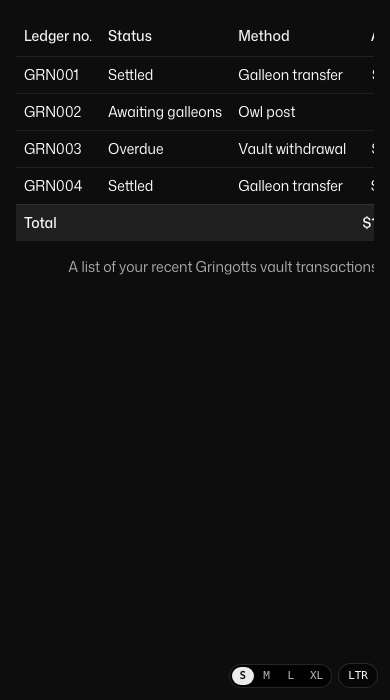 Ledger no. Status Method
GRN001 Settled Galleon transfer
GRN002 Awaiting galleons Owl post
GRN003 Overdue Vault withdrawal
GRN004 Settled Galleon transfer
Total
A list of your recent Gringotts vault transactions
S M L XL LTR